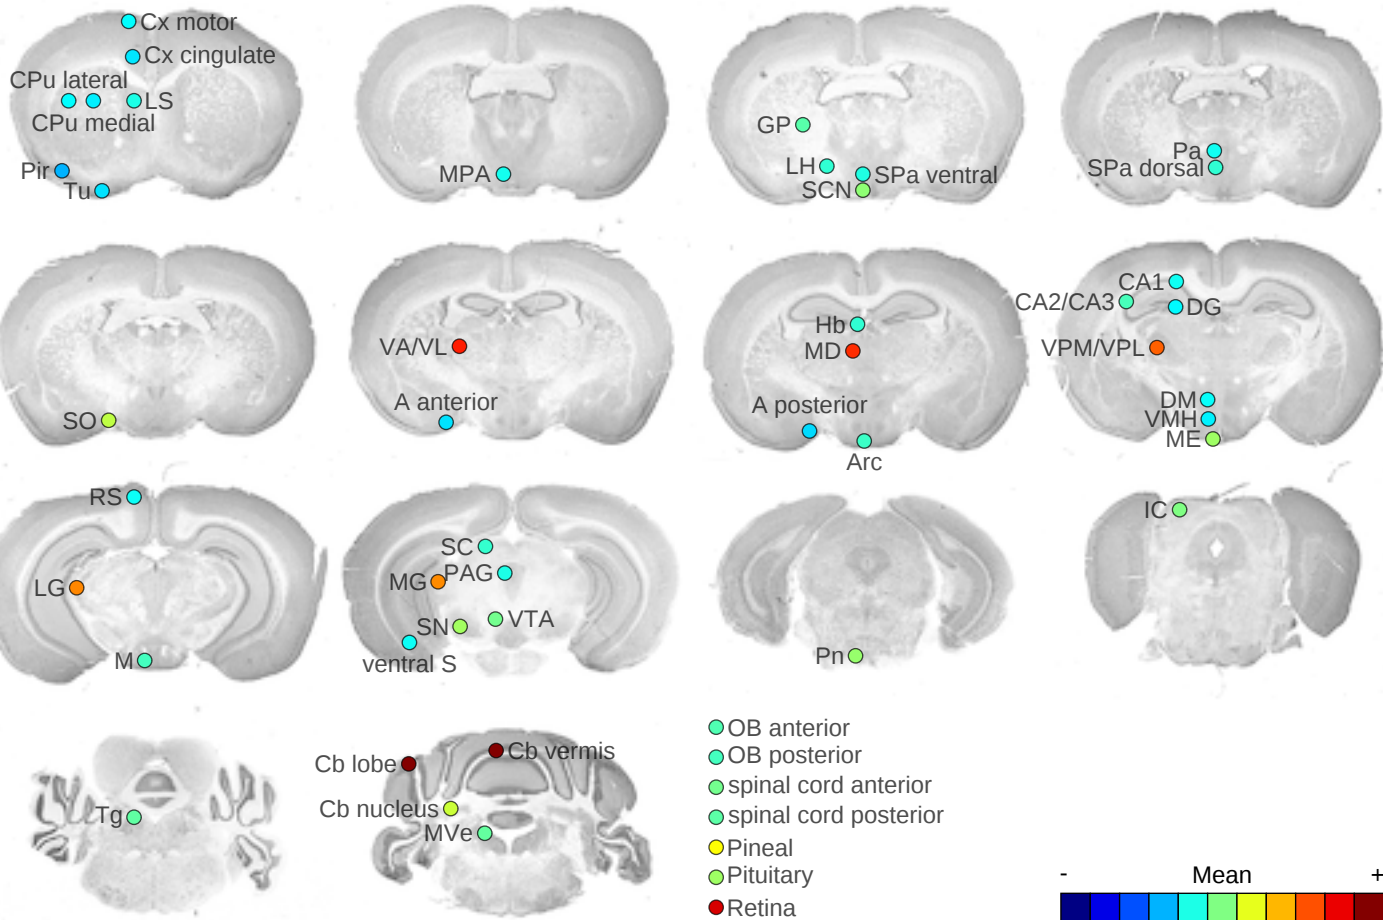 Cx motor
Cx cingulate
CPu lateral
LS
CPu medial
Pir
Tu
MPA
GP
LH
SPa ventral
SCN
Pa
SPa dorsal
SO
VA/VL
A anterior
Hb
MD
A posterior
Arc
CA1
CA2/CA3
DG
VPM/VPL
DM
VMH
ME
RS
LG
M
SC
MG
PAG
SN
VTA
ventral S
Pn
IC
Tg
Cb lobe
Cb vermis
Cb nucleus
MVe
OB anterior
OB posterior
spinal cord anterior
spinal cord posterior
Pineal
Pituitary
Retina
- Mean +